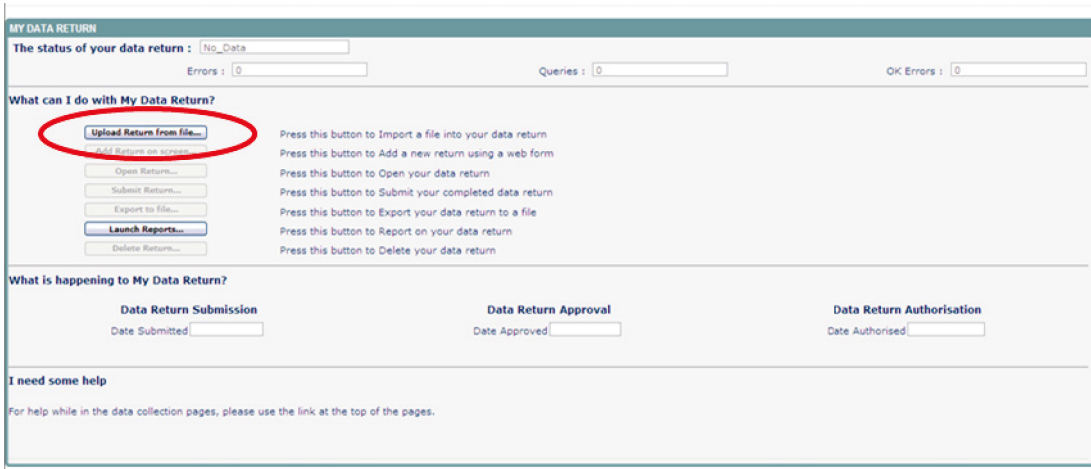 MY DATA RETURN
The status of your data return : No_Data
Errors : 0 Queries : 0 OK Errors : 0
What can I do with My Data Return?
Upload Return from file... Press this button to Import a file into your data return
Add Return on screen... Press this button to Add a new return using a web form
Open Return... Press this button to Open your data return
Submit Return... Press this button to Submit your completed data return
Export to file... Press this button to Export your data return to a file
Launch Reports... Press this button to Report on your data return
Delete Return... Press this button to Delete your data return
What is happening to My Data Return?
Data Return Submission Data Return Approval Data Return Authorisation
Date Submitted Date Approved Date Authorised
I need some help
For help while in the data collection pages, please use the link at the top of the pages.